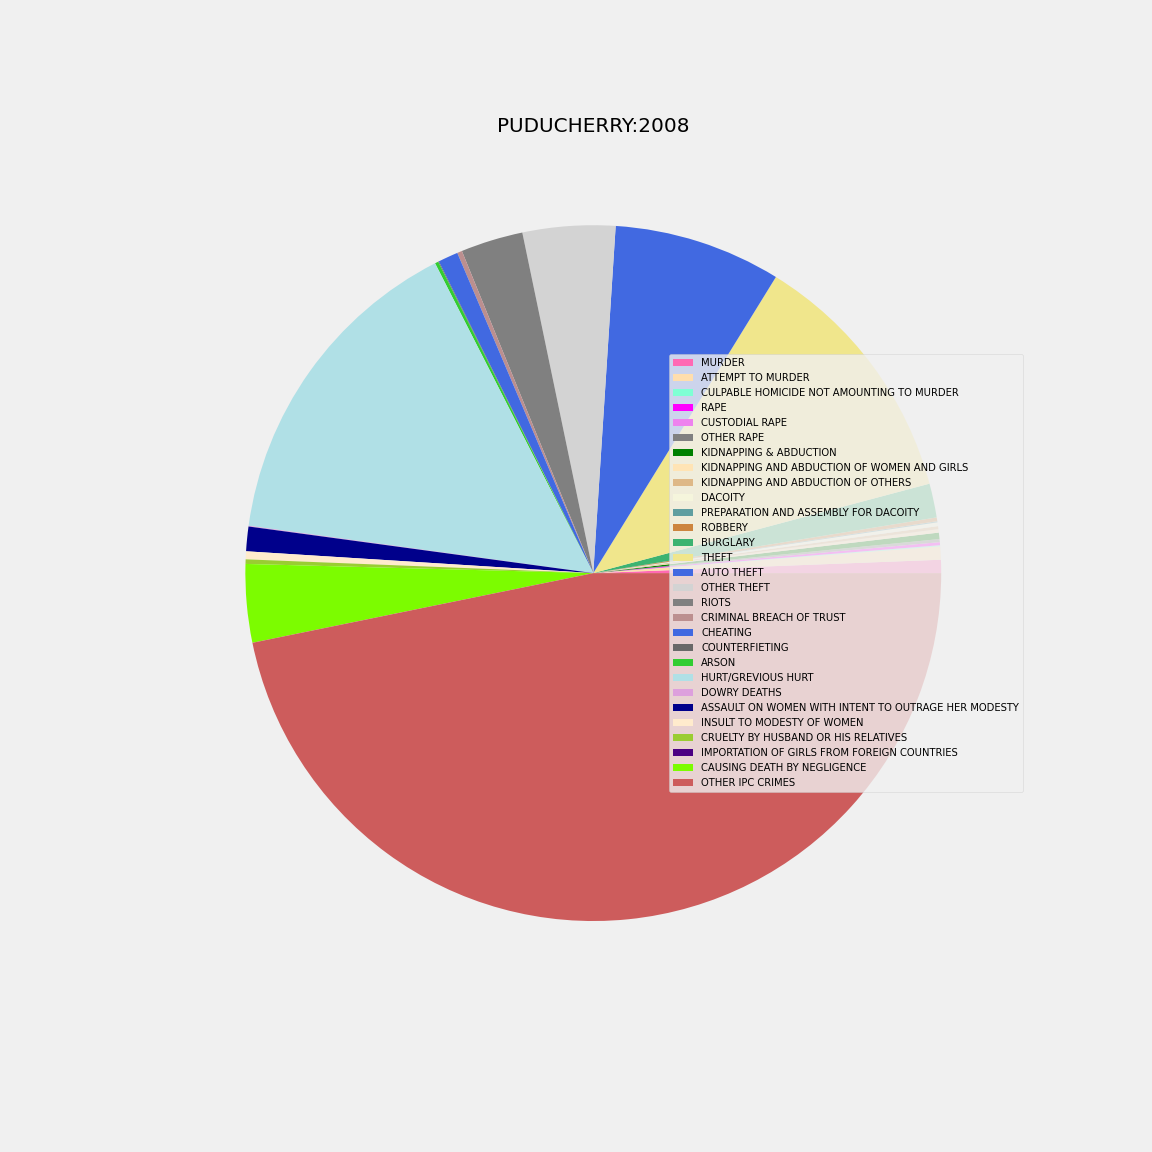 PUDUCHERRY:2008
MURDER
ATTEMPT TO MURDER
CULPABLE HOMICIDE NOT AMOUNTING TO MURDER
RAPE
CUSTODIAL RAPE
OTHER RAPE
KIDNAPPING & ABDUCTION
KIDNAPPING AND ABDUCTION OF WOMEN AND GIRLS
KIDNAPPING AND ABDUCTION OF OTHERS
DACOITY
PREPARATION AND ASSEMBLY FOR DACOITY
ROBBERY
BURGLARY
THEFT
AUTO THEFT
OTHER THEFT
RIOTS
CRIMINAL BREACH OF TRUST
CHEATING
COUNTERFIETING
ARSON
HURT/GREVIOUS HURT
DOWRY DEATHS
ASSAULT ON WOMEN WITH INTENT TO OUTRAGE HER MODESTY
INSULT TO MODESTY OF WOMEN
CRUELTY BY HUSBAND OR HIS RELATIVES
IMPORTATION OF GIRLS FROM FOREIGN COUNTRIES
CAUSING DEATH BY NEGLIGENCE
OTHER IPC CRIMES